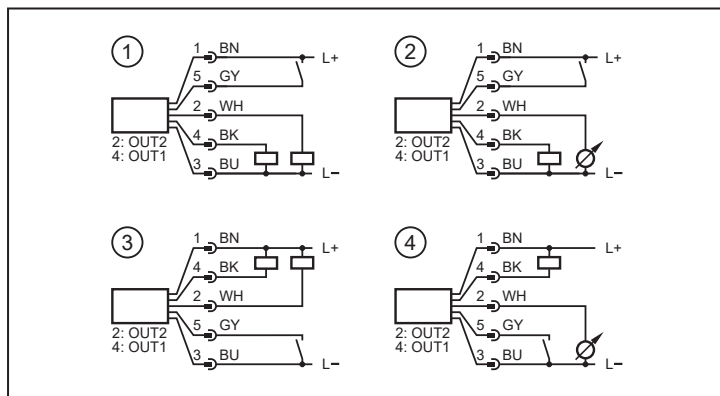 1
1 BN
L+
5 GY
2 WH
4 BK
3 BU
L–
2: OUT2
4: OUT1
2
1 BN
L+
5 GY
2 WH
4 BK
3 BU
L–
2: OUT2
4: OUT1
3
1 BN
L+
4 BK
2 WH
5 GY
3 BU
L–
2: OUT2
4: OUT1
4
1 BN
L+
4 BK
2 WH
5 GY
3 BU
L–
2: OUT2
4: OUT1